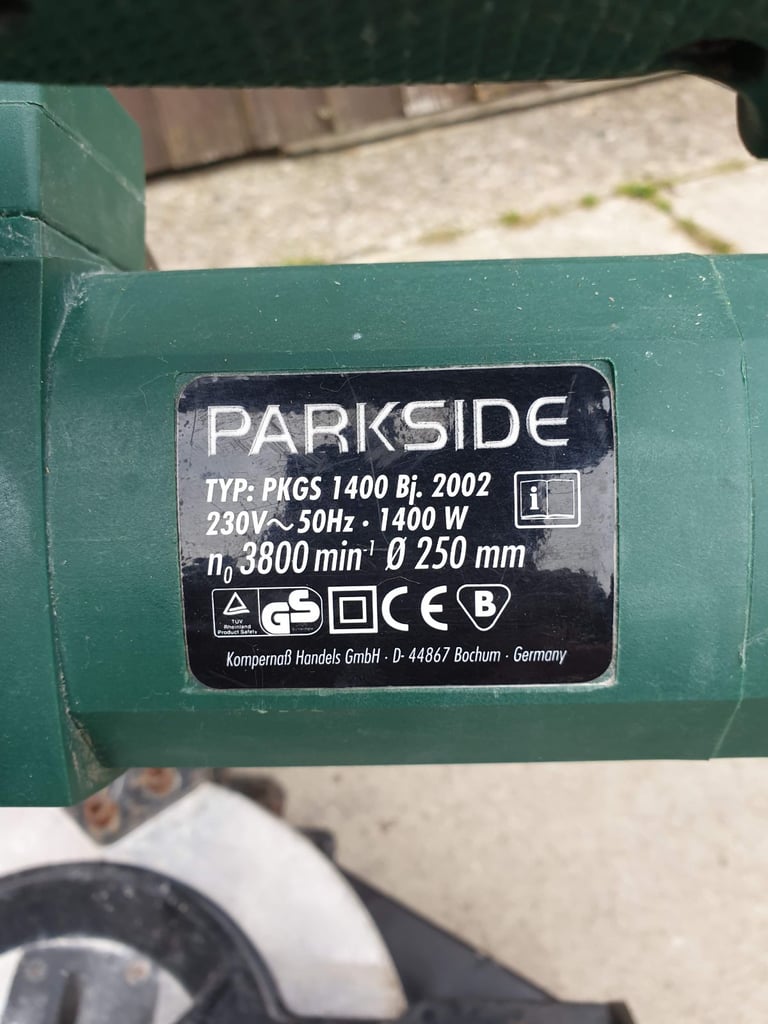 PARKSIDE
TYP: PKGS 1400 Bj. 2002
230V~50Hz · 1400 W
i
n₀ 3800 min⁻¹ Ø 250 mm
TÜV
Rheinland
Product Safety
GS
CE
B
Kompernaß Handels GmbH · D- 44867 Bochum · Germany